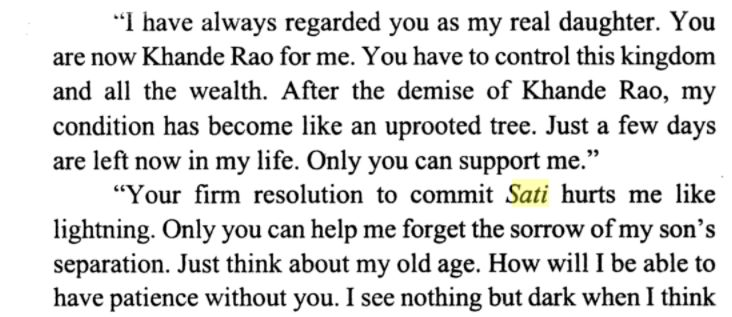 “I have always regarded you as my real daughter. You
are now Khande Rao for me. You have to control this kingdom
and all the wealth. After the demise of Khande Rao, my
condition has become like an uprooted tree. Just a few days
are left now in my life. Only you can support me.”
“Your firm resolution to commit Sati hurts me like
lightning. Only you can help me forget the sorrow of my son’s
separation. Just think about my old age. How will I be able to
have patience without you. I see nothing but dark when I think